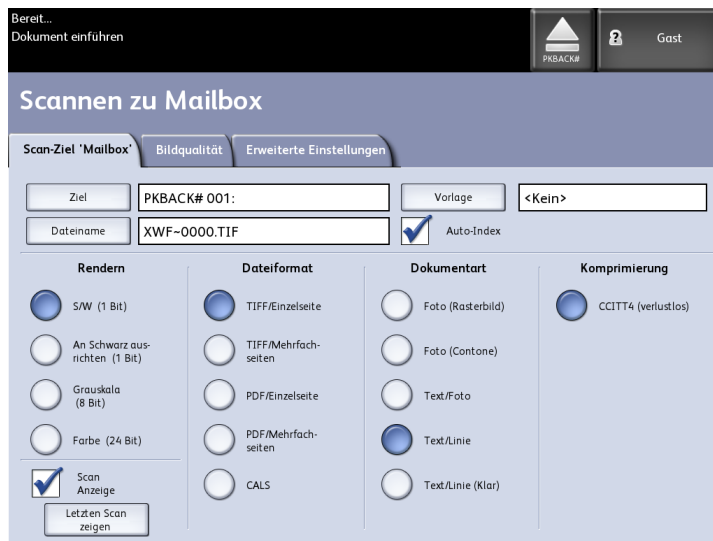 Bereit...
Dokument einführen
PKBACK#
Gast
Scannen zu Mailbox
Scan-Ziel 'Mailbox'
Bildqualität
Erweiterte Einstellungen
Ziel
PKBACK# 001:
Vorlage
<Kein>
Dateiname
XWF~0000.TIF
Auto-Index
Rendern
S/W (1 Bit)
An Schwarz aus-
richten (1 Bit)
Grauskala
(8 Bit)
Farbe (24 Bit)
Scan
Anzeige
Letzten Scan
zeigen
Dateiformat
TIFF/Einzelseite
TIFF/Mehrfach-
seiten
PDF/Einzelseite
PDF/Mehrfach-
seiten
CALS
Dokumentart
Foto (Rasterbild)
Foto (Contone)
Text/Foto
Text/Linie
Text/Linie (Klar)
Komprimierung
CCITT4 (verlustlos)